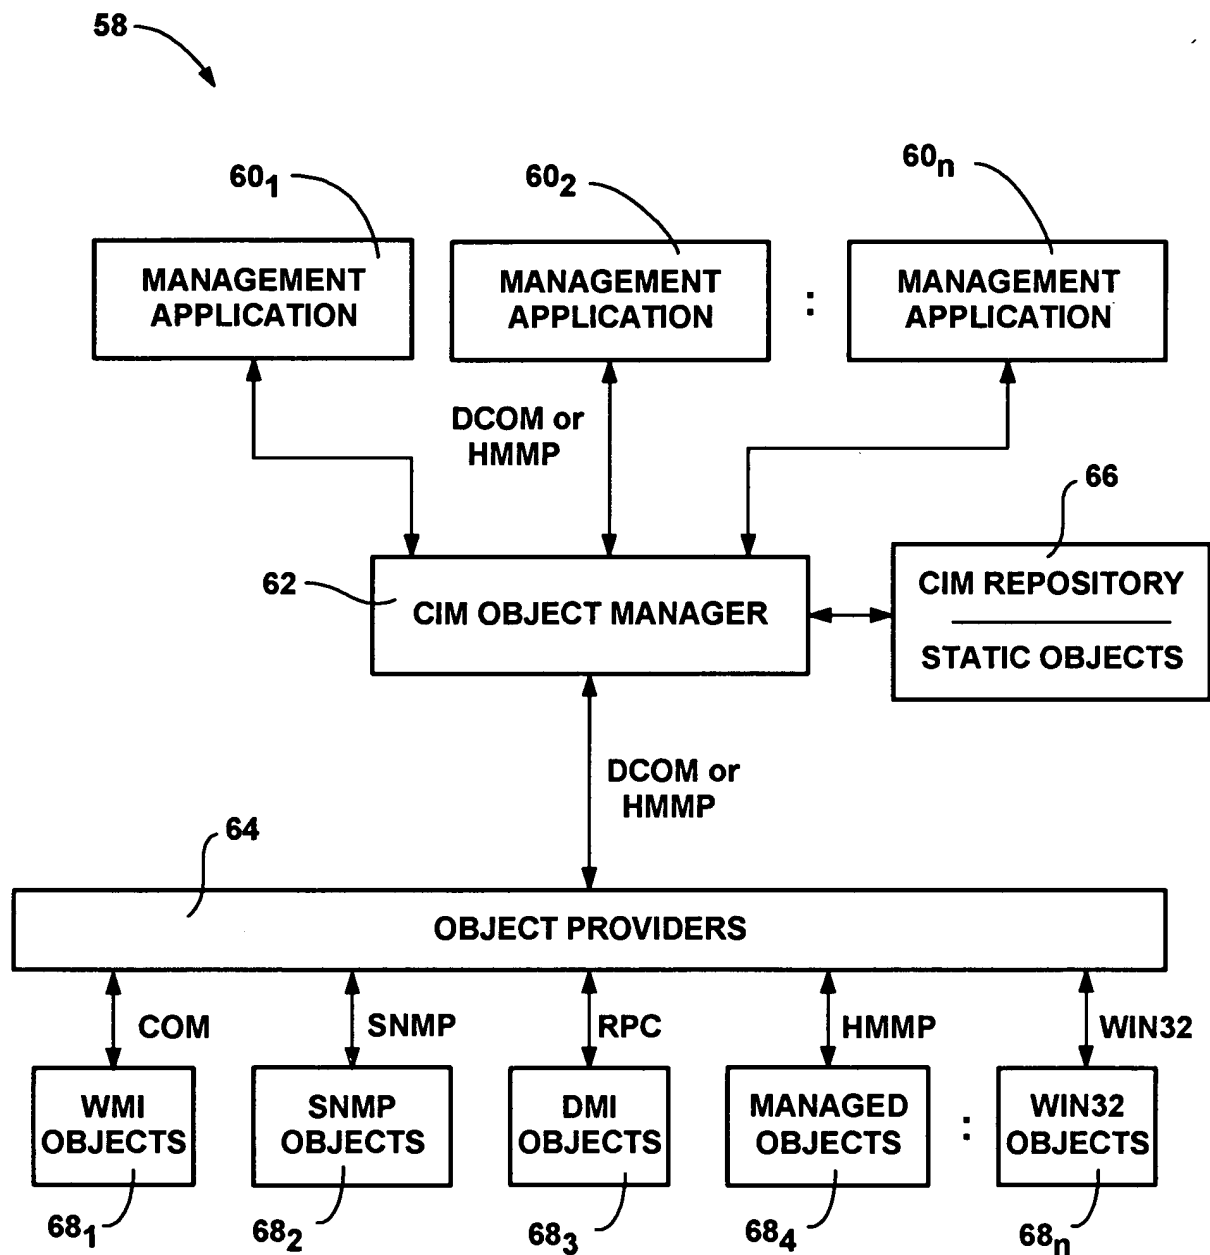 58
60₁ 60₂ 60ₙ
MANAGEMENT APPLICATION
MANAGEMENT APPLICATION
:
MANAGEMENT APPLICATION
DCOM or
HMMP
66
62
CIM OBJECT MANAGER
CIM REPOSITORY
STATIC OBJECTS
DCOM or
HMMP
64
OBJECT PROVIDERS
COM SNMP RPC HMMP WIN32
WMI
OBJECTS
SNMP
OBJECTS
DMI
OBJECTS
MANAGED
OBJECTS
:
WIN32
OBJECTS
68₁ 68₂ 68₃ 68₄ 68ₙ